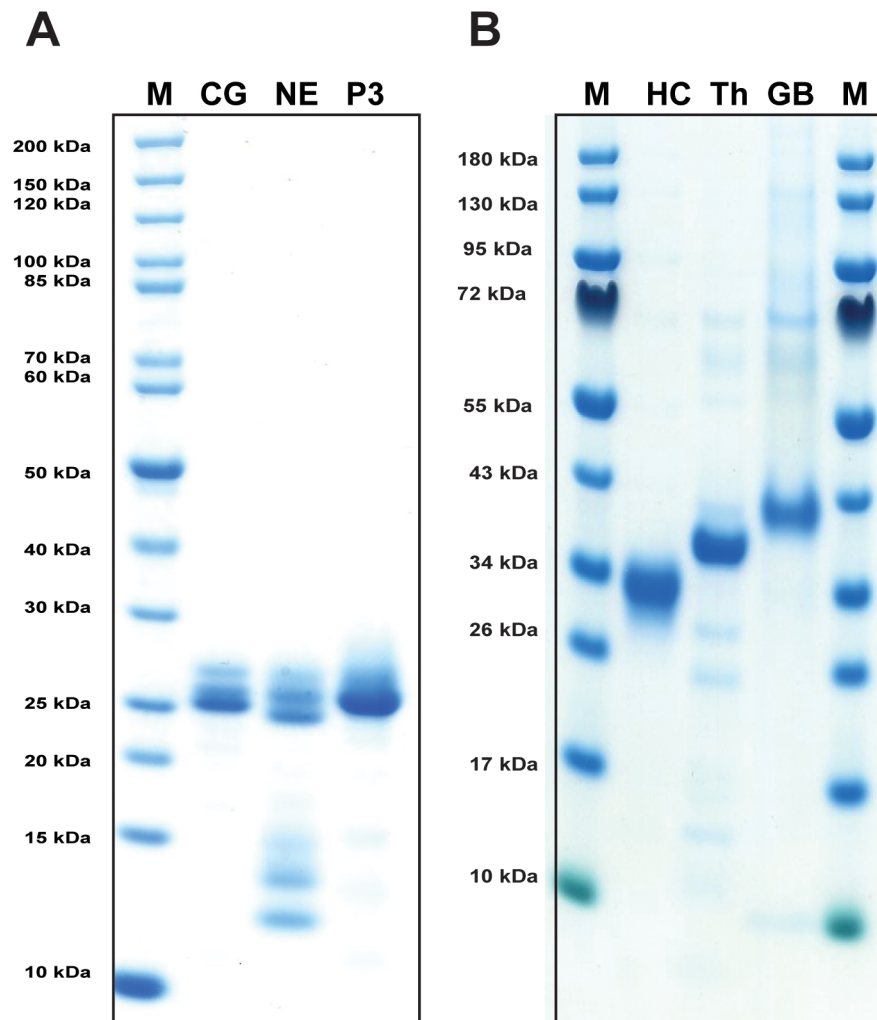 A
M CG NE P3
200 kDa
150 kDa
120 kDa
100 kDa
85 kDa
70 kDa
60 kDa
50 kDa
40 kDa
30 kDa
25 kDa
20 kDa
15 kDa
10 kDa
B
M HC Th GB M
180 kDa
130 kDa
95 kDa
72 kDa
55 kDa
43 kDa
34 kDa
26 kDa
17 kDa
10 kDa